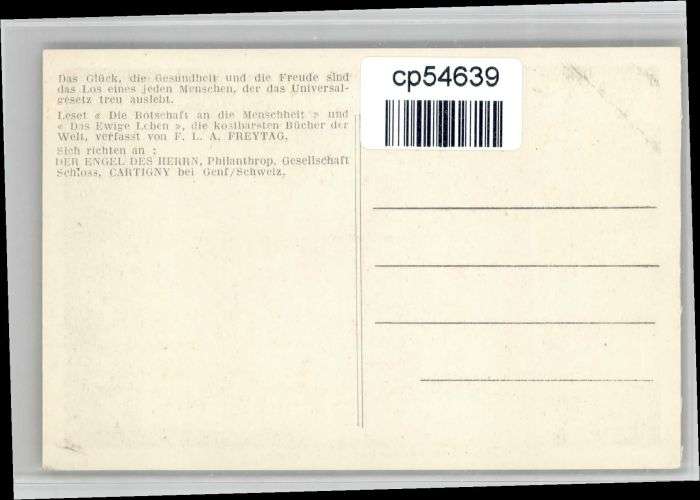 Das Glück, die Gesundheit und die Freude sind
das Los eines jeden Menschen, der das Universal-
gesetz treu auslebt.
Leset « Die Botschaft an die Menschheit » und
« Das Ewige Leben », die kostbarsten Bücher der
Welt, verfasst von F. L. A. FREYTAG.
Sich richten an :
DER ENGEL DES HERRN, Philanthrop. Gesellschaft
Schloss, CARTIGNY bei Genf/Schweiz.
cp54639